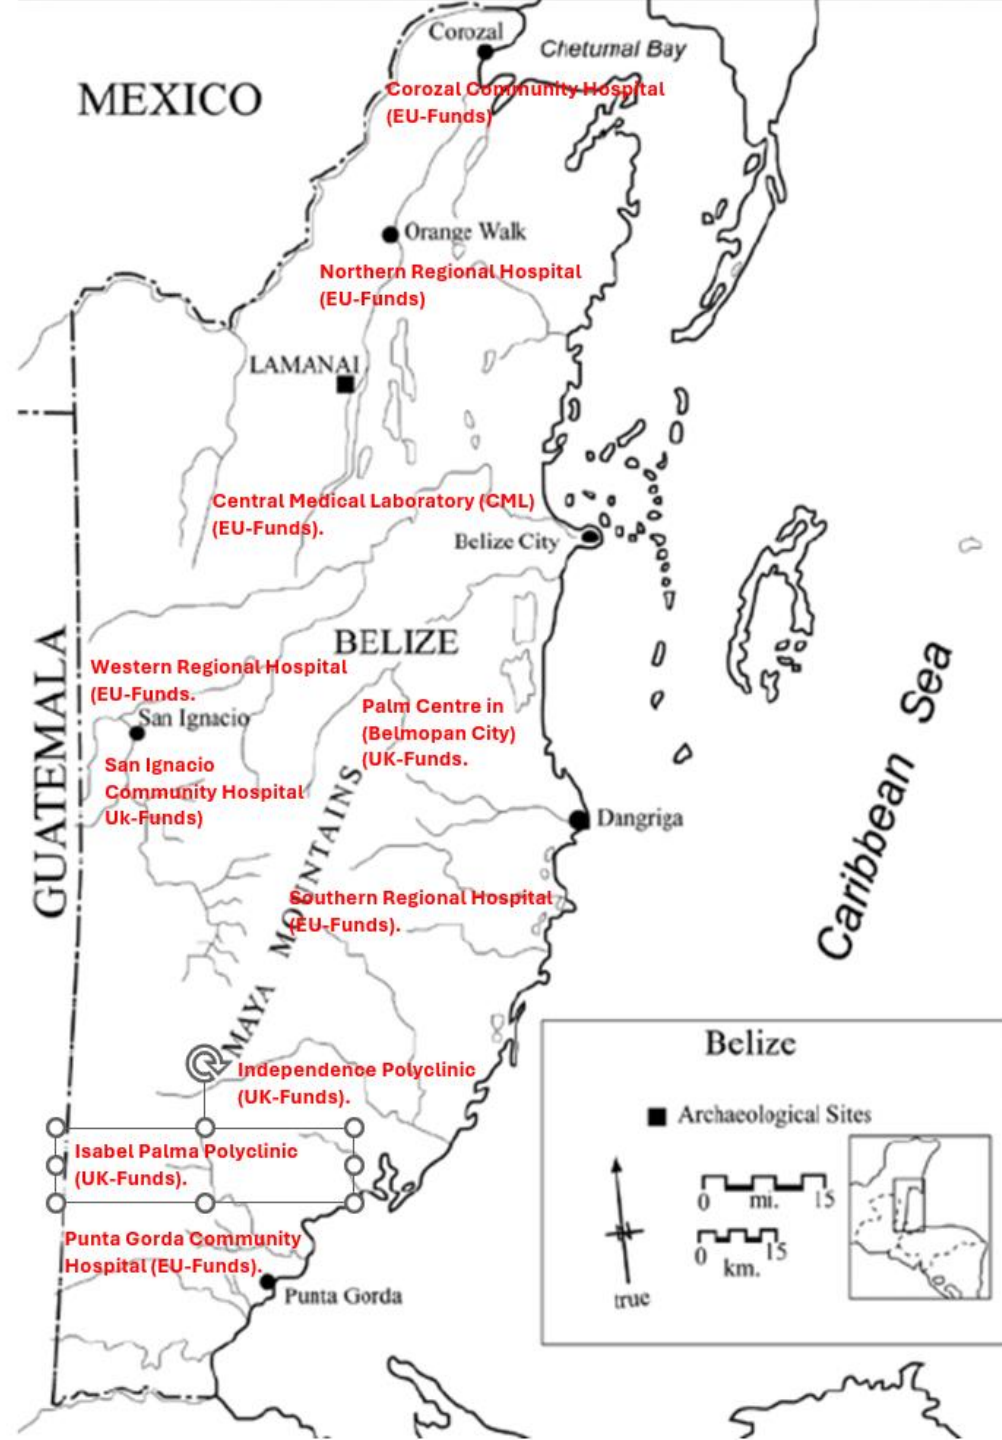 Corozal
Chetumal Bay
MEXICO
Corozal Community Hospital
(EU-Funds)
Orange Walk
Northern Regional Hospital
(EU-Funds)
LAMANAI
Central Medical Laboratory (CML)
(EU-Funds).
Belize City
BELIZE
GUATEMALA
Western Regional Hospital
(EU-Funds.
San Ignacio
San Ignacio
Community Hospital
Uk-Funds)
Palm Centre in
(Belmopan City)
(UK-Funds.
Caribbean Sea
Dangriga
MAYA MOUNTAINS
Southern Regional Hospital
(EU-Funds).
Independence Polyclinic
(UK-Funds).
Isabel Palma Polyclinic
(UK-Funds).
Punta Gorda Community
Hospital (EU-Funds).
Punta Gorda
Belize
Archaeological Sites
0 mi. 15
0 15
km.
true
N